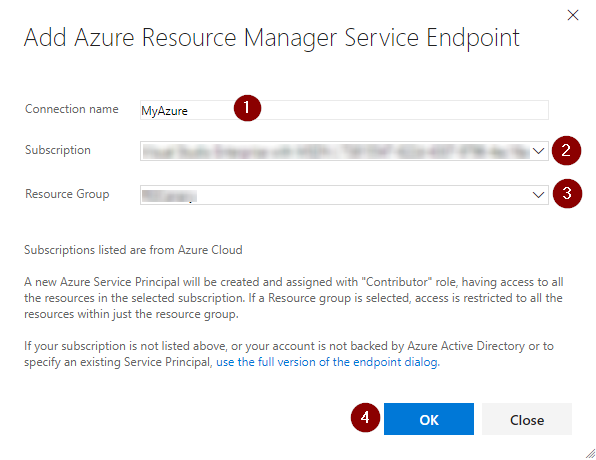 Add Azure Resource Manager Service Endpoint
Connection name MyAzure 1
Subscription 2
Resource Group 3
Subscriptions listed are from Azure Cloud
A new Azure Service Principal will be created and assigned with "Contributor" role, having access to all
the resources in the selected subscription. If a Resource group is selected, access is restricted to all the
resources within just the resource group.
If your subscription is not listed above, or your account is not backed by Azure Active Directory or to
specify an existing Service Principal, use the full version of the endpoint dialog.
4 OK Close